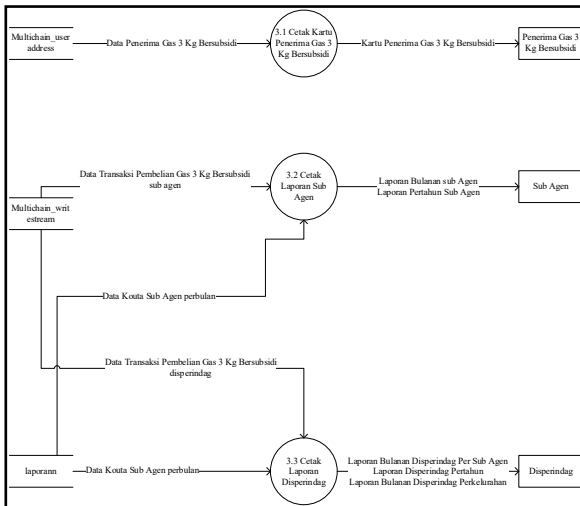 Multichain_user
address
Data Penerima Gas 3 Kg Bersubsidi
3.1 Cetak Kartu
Penerima Gas 3
Kg Bersubsidi
Kartu Penerima Gas 3 Kg Bersubsidi
Penerima Gas 3
Kg Bersubsidi
Data Transaksi Pembelian Gas 3 Kg Bersubsidi
sub agen
3.2 Cetak
Laporan Sub
Agen
Laporan Bulanan sub Agen
Laporan Pertahun Sub Agen
Sub Agen
Multichain_writ
estream
Data Kouta Sub Agen perbulan
Data Transaksi Pembelian Gas 3 Kg Bersubsidi
disperindag
laporann
Data Kouta Sub Agen perbulan
3.3 Cetak
Laporan
Disperindag
Laporan Bulanan Disperindag Per Sub Agen
Laporan Disperindag Pertahun
Laporan Bulanan Disperindag Perkelurahan
Disperindag